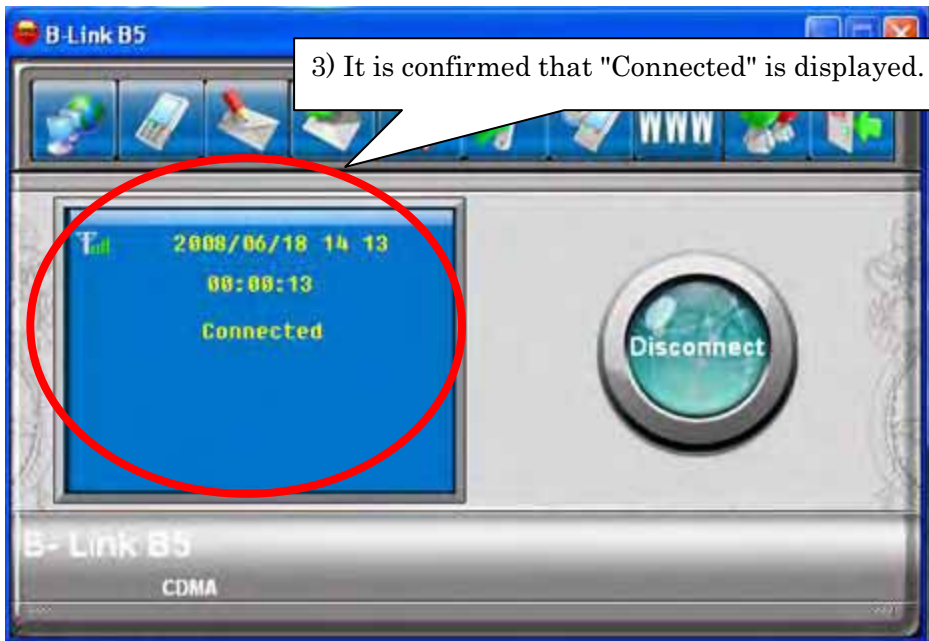 B-Link B5
3) It is confirmed that "Connected" is displayed.
WWW
2008/06/18 14 13
00:00:13
Connected
Disconnect
B- Link B5
CDMA